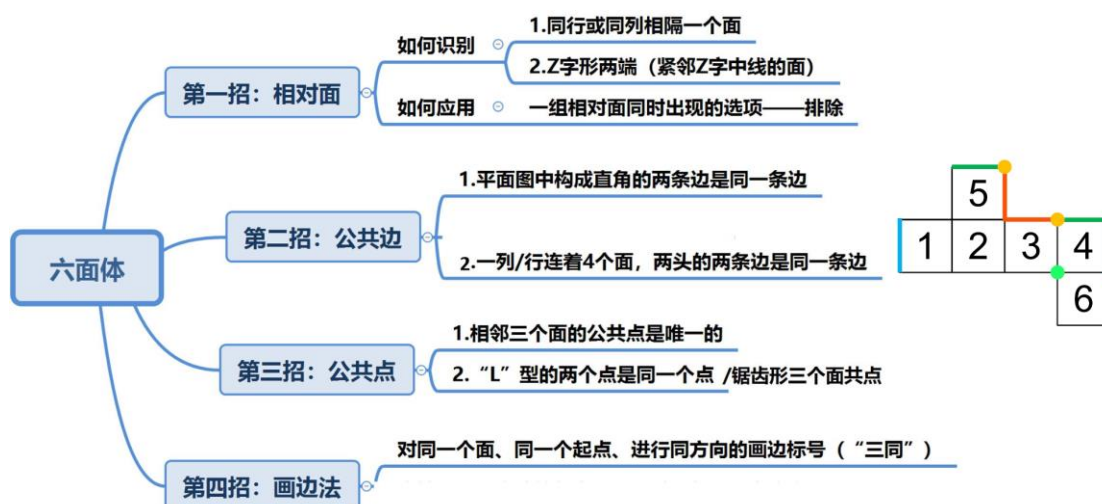 六面体
第一招：相对面
如何识别
1.同行或同列相隔一个面
2.Z字形两端（紧邻Z字中线的面）
如何应用
一组相对面同时出现的选项——排除
第二招：公共边
1.平面图中构成直角的两条边是同一条边
2.一列/行连着4个面，两头的两条边是同一条边
第三招：公共点
1.相邻三个面的公共点是唯一的
2.“L”型的两个点是同一个点 /锯齿形三个面共点
第四招：画边法
对同一个面、同一个起点、进行同方向的画边标号（“三同”）
5
1 2 3 4
6